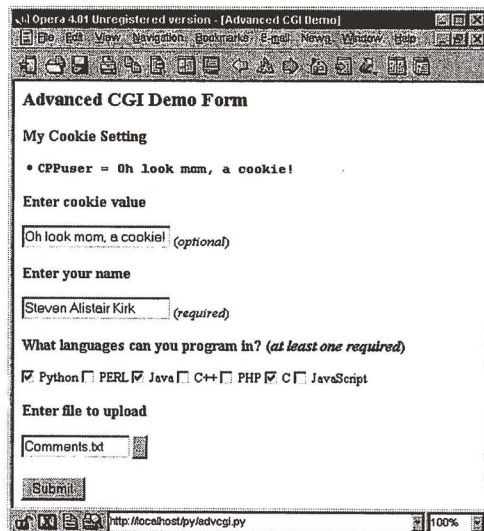 Opera 4.01 Unregistered version - [Advanced CGI Demo]
File Edit View Navigation Bookmarks E-mail News Window Help
Advanced CGI Demo Form
My Cookie Setting
• CPPuser = Oh look mom, a cookie!
Enter cookie value
Oh look mom, a cookie! (optional)
Enter your name
Steven Alistair Kirk (required)
What languages can you program in? (at least one required)
Python PERL Java C++ PHP C JavaScript
Enter file to upload
Comments.txt
Submit
http://localhost/py/advcgi.py 100%